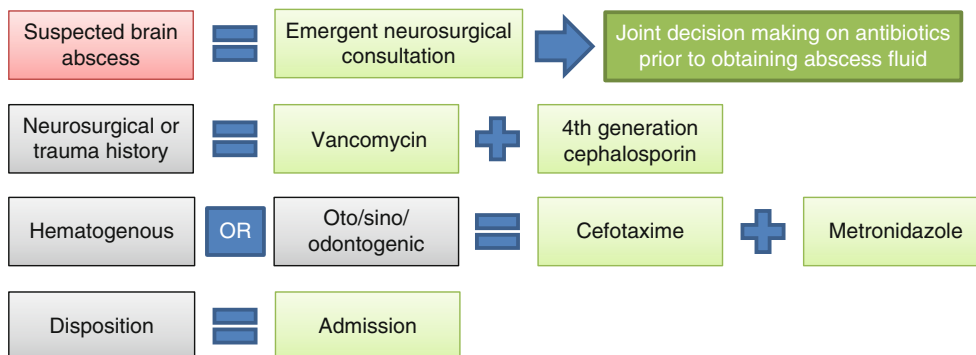 Suspected brain
abscess
Emergent neurosurgical
consultation
Joint decision making on antibiotics
prior to obtaining abscess fluid
Neurosurgical or
trauma history
Vancomycin
4th generation
cephalosporin
Hematogenous
OR
Oto/sino/
odontogenic
Cefotaxime
Metronidazole
Disposition
Admission